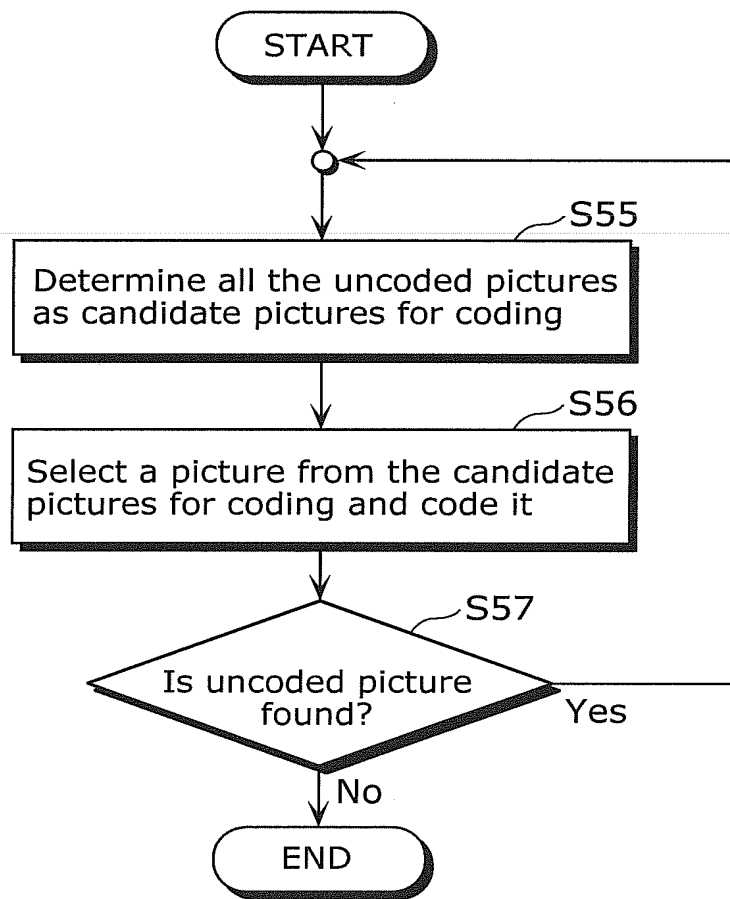 START
S55
Determine all the uncoded pictures
as candidate pictures for coding
S56
Select a picture from the candidate
pictures for coding and code it
S57
Is uncoded picture
found?
Yes
No
END